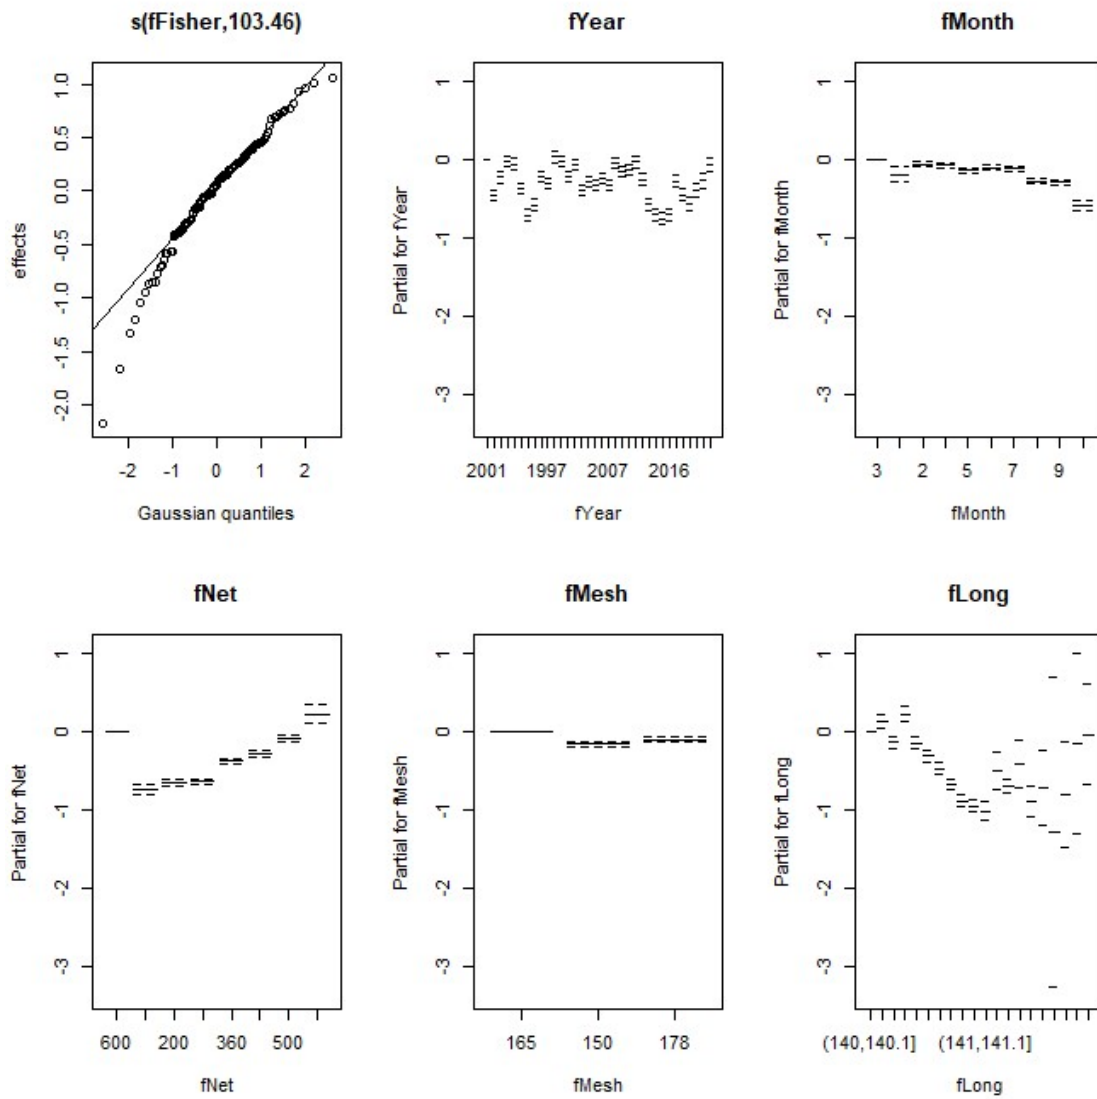 s(fFisher,103.46)
effects
1.0
0.5
0.0
-0.5
-1.0
-1.5
-2.0
-2 -1 0 1 2
Gaussian quantiles
fYear
Partial for fYear
1
0
-1
-2
-3
2001 1997 2007 2016
fYear
fMonth
Partial for fMonth
1
0
-1
-2
-3
3 2 5 7 9
fMonth
fNet
Partial for fNet
1
0
-1
-2
-3
600 200 360 500
fNet
fMesh
Partial for fMesh
1
0
-1
-2
-3
165 150 178
fMesh
fLong
Partial for fLong
1
0
-1
-2
-3
(140,140.1] (141,141.1]
fLong